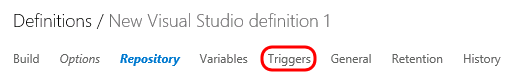 Definitions / New Visual Studio definition 1
Build Options Repository Variables Triggers General Retention History